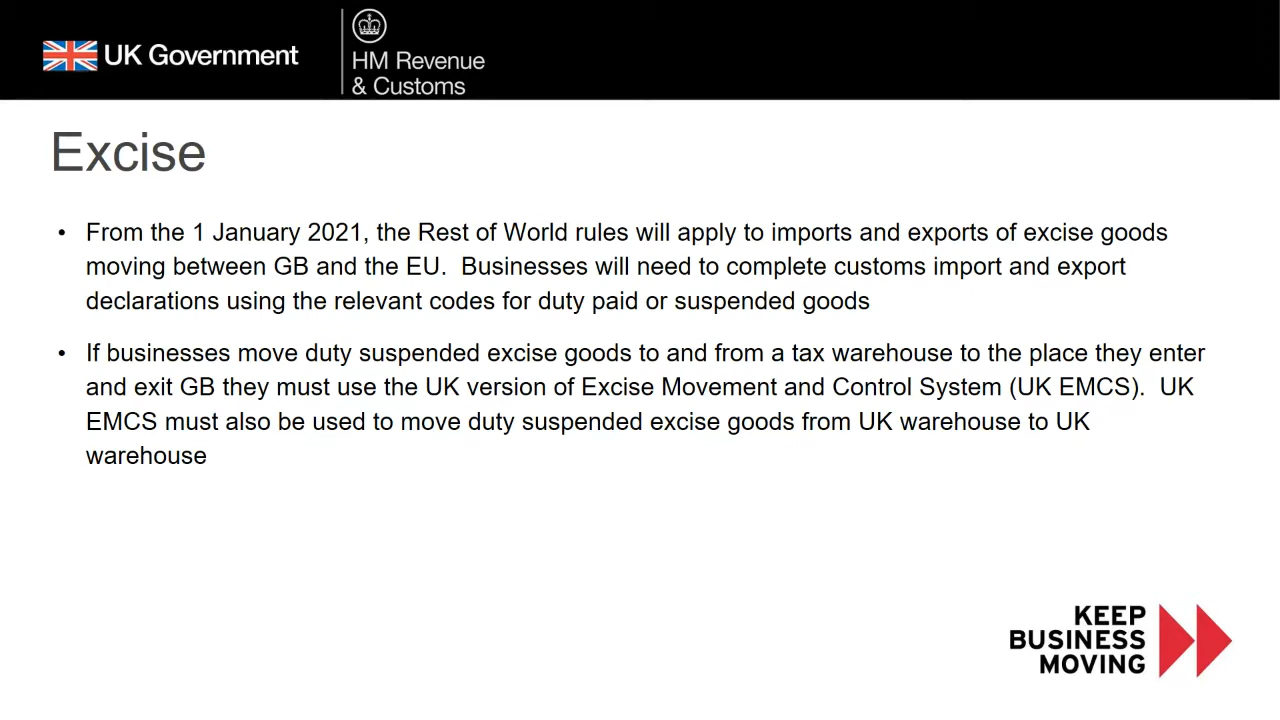 UK Government
HM Revenue
& Customs
Excise
• From the 1 January 2021, the Rest of World rules will apply to imports and exports of excise goods
moving between GB and the EU.  Businesses will need to complete customs import and export
declarations using the relevant codes for duty paid or suspended goods
• If businesses move duty suspended excise goods to and from a tax warehouse to the place they enter
and exit GB they must use the UK version of Excise Movement and Control System (UK EMCS).  UK
EMCS must also be used to move duty suspended excise goods from UK warehouse to UK
warehouse
KEEP
BUSINESS
MOVING